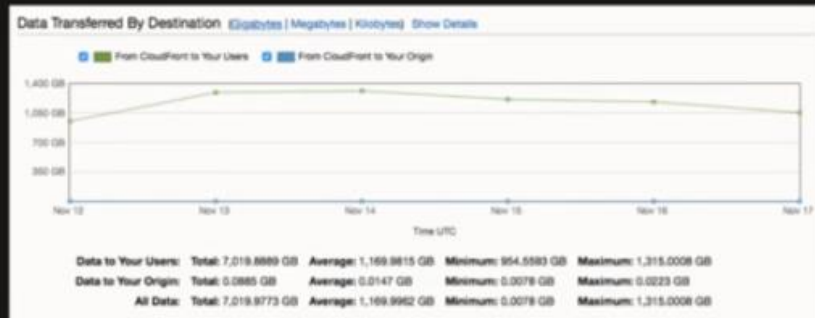 Data Transferred By Destination (Gigabytes | Megabytes | Kilobytes) Show Details
From CloudFront to Your Users From CloudFront to Your Origin
1,400 GB
1,050 GB
700 GB
350 GB
Nov 12 Nov 13 Nov 14 Nov 15 Nov 16 Nov 17
Time UTC
Data to Your Users: Total: 7,019.8889 GB Average: 1,169.9815 GB Minimum: 954.5593 GB Maximum: 1,315.0008 GB
Data to Your Origin: Total: 0.0885 GB Average: 0.0147 GB Minimum: 0.0078 GB Maximum: 0.0223 GB
All Data: Total: 7,019.9773 GB Average: 1,169.9962 GB Minimum: 0.0078 GB Maximum: 1,315.0008 GB